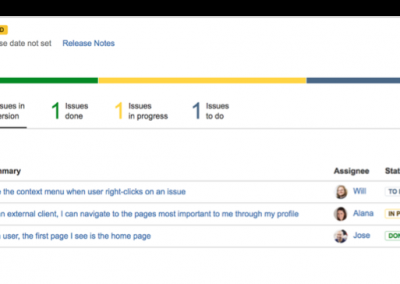 D
se date not set Release Notes
sues in
ersion
1 Issues
done
1 Issues
in progress
1 Issues
to do
mmary Assignee Stat
e the context menu when user right-clicks on an issue Will TO
n external client, I can navigate to the pages most important to me through my profile Alana IN P
user, the first page I see is the home page Jose DON